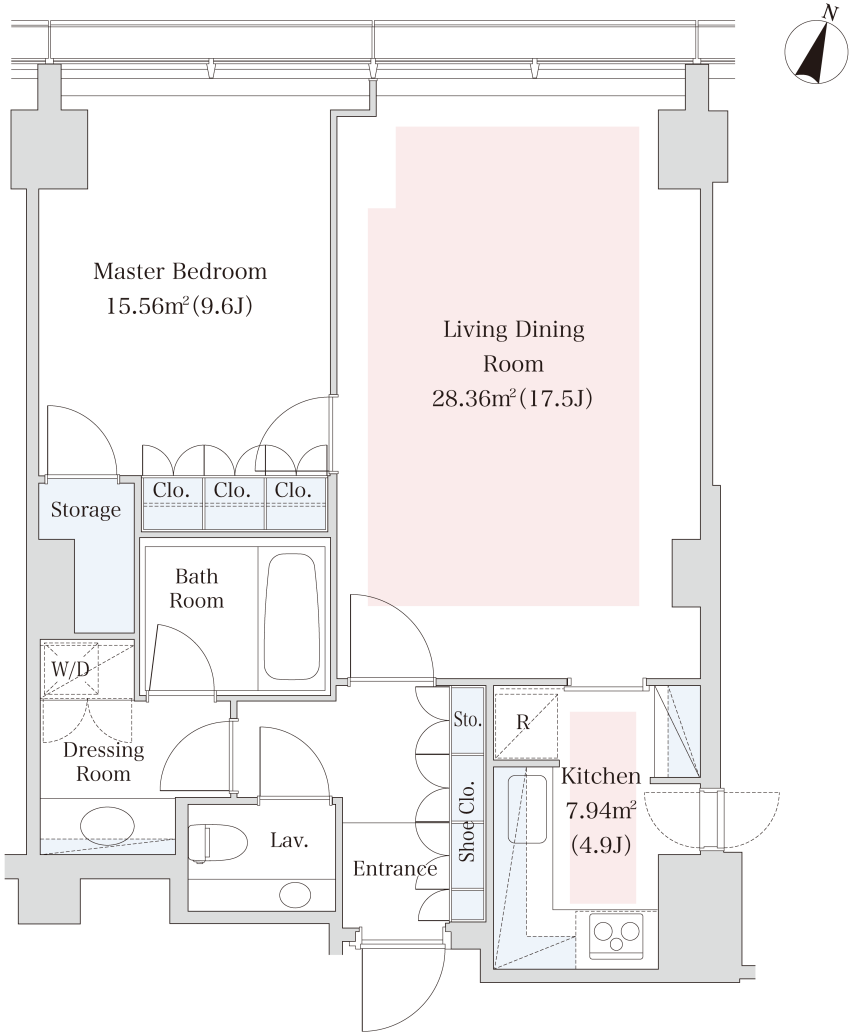 N
Master Bedroom
15.56m²(9.6J)
Living Dining
Room
28.36m²(17.5J)
Clo.
Clo.
Clo.
Storage
Bath
Room
W/D
Dressing
Room
Sto.
R
Kitchen
7.94m²
(4.9J)
Shoe Clo.
Lav.
Entrance